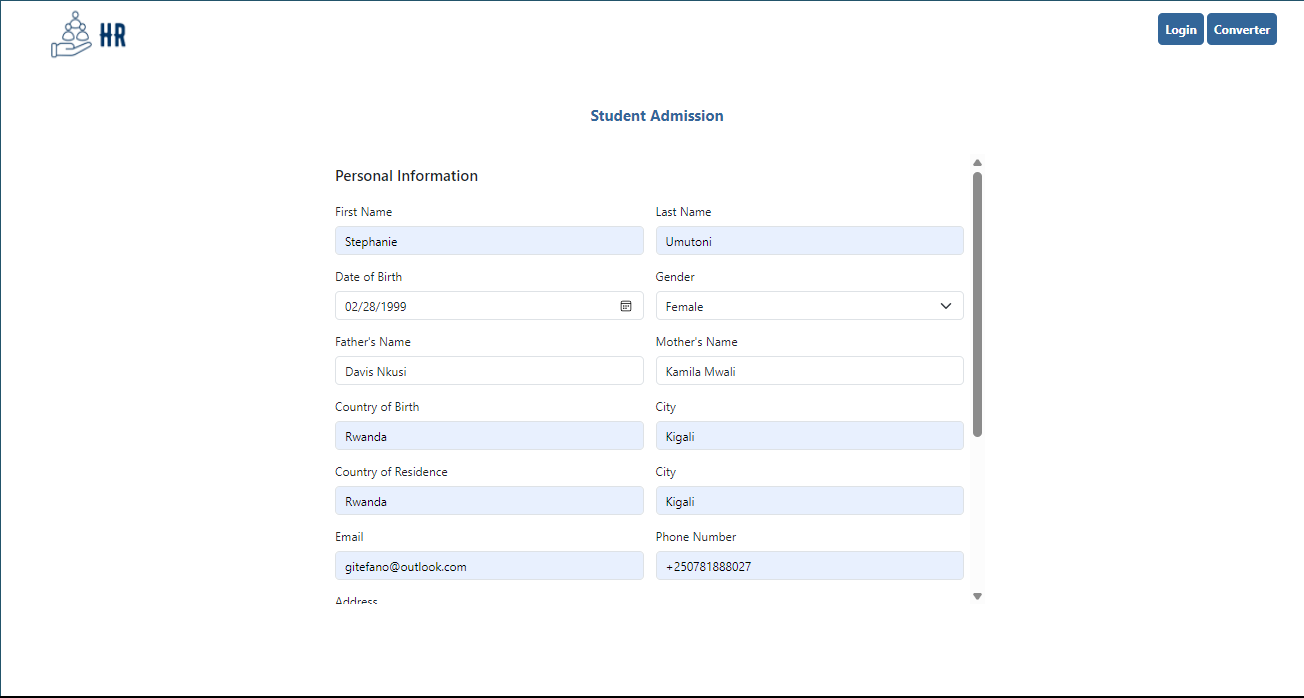 HR
Login Converter
Student Admission
Personal Information
First Name Last Name
Stephanie Umutoni
Date of Birth Gender
02/28/1999 Female
Father's Name Mother's Name
Davis Nkusi Kamila Mwali
Country of Birth City
Rwanda Kigali
Country of Residence City
Rwanda Kigali
Email Phone Number
gitefano@outlook.com +250781888027
Address